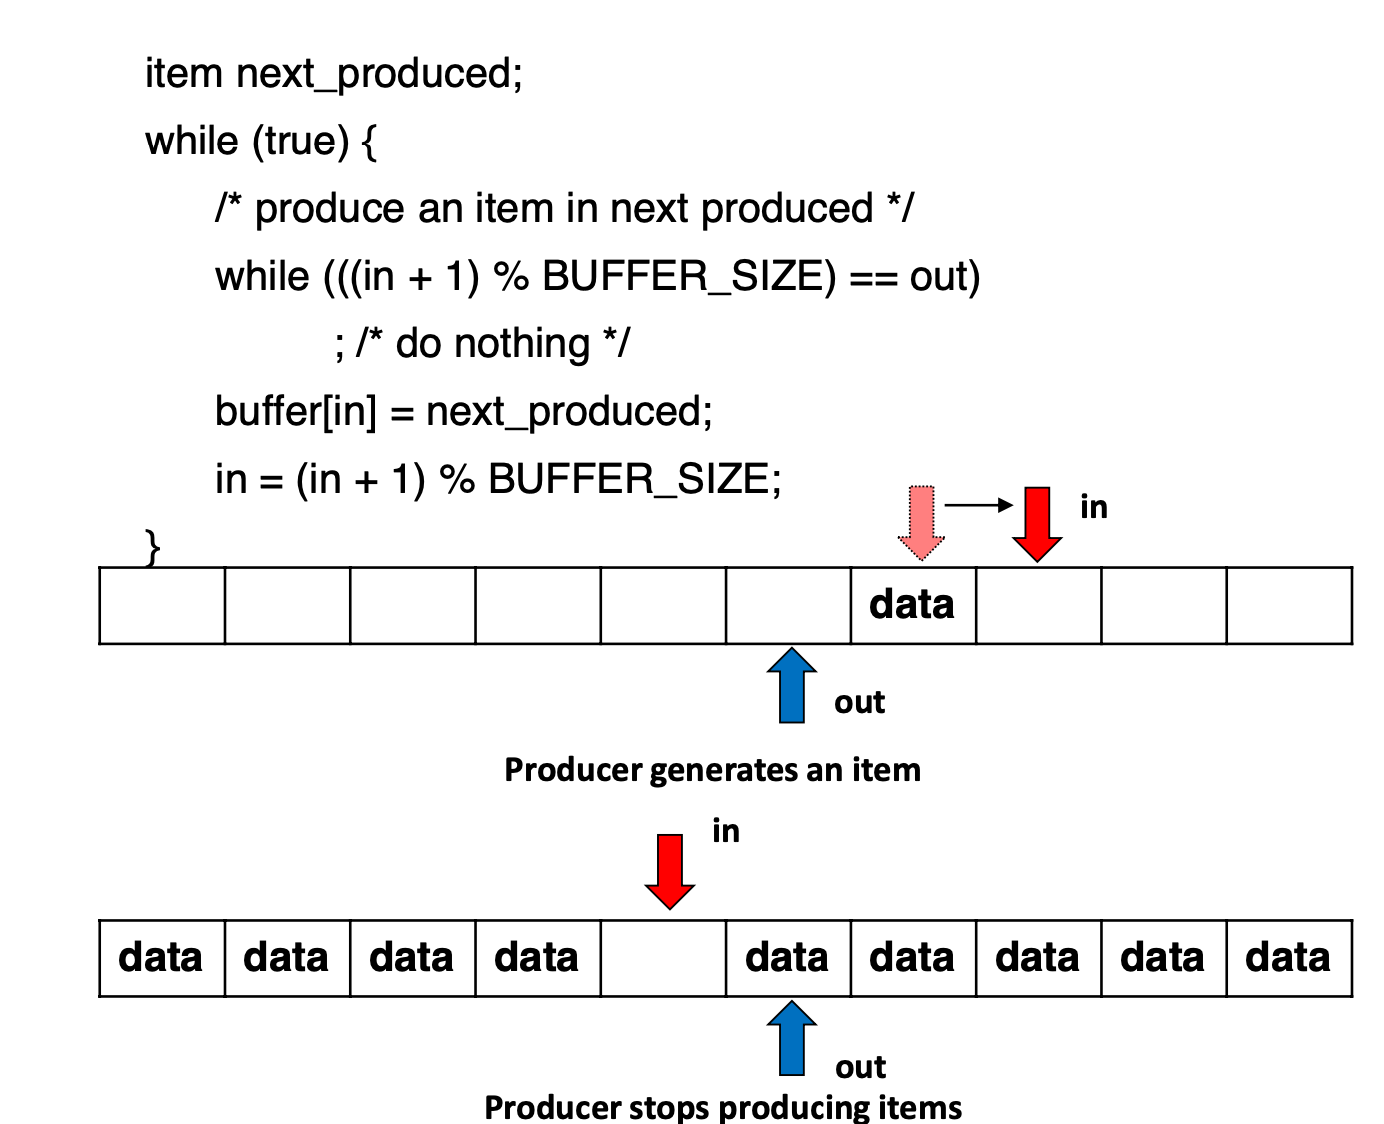 item next_produced;
while (true) {
/* produce an item in next produced */
while (((in + 1) % BUFFER_SIZE) == out)
; /* do nothing */
buffer[in] = next_produced;
in = (in + 1) % BUFFER_SIZE;
in
}
data
out
Producer generates an item
in
data data data data data data data data data
out
Producer stops producing items